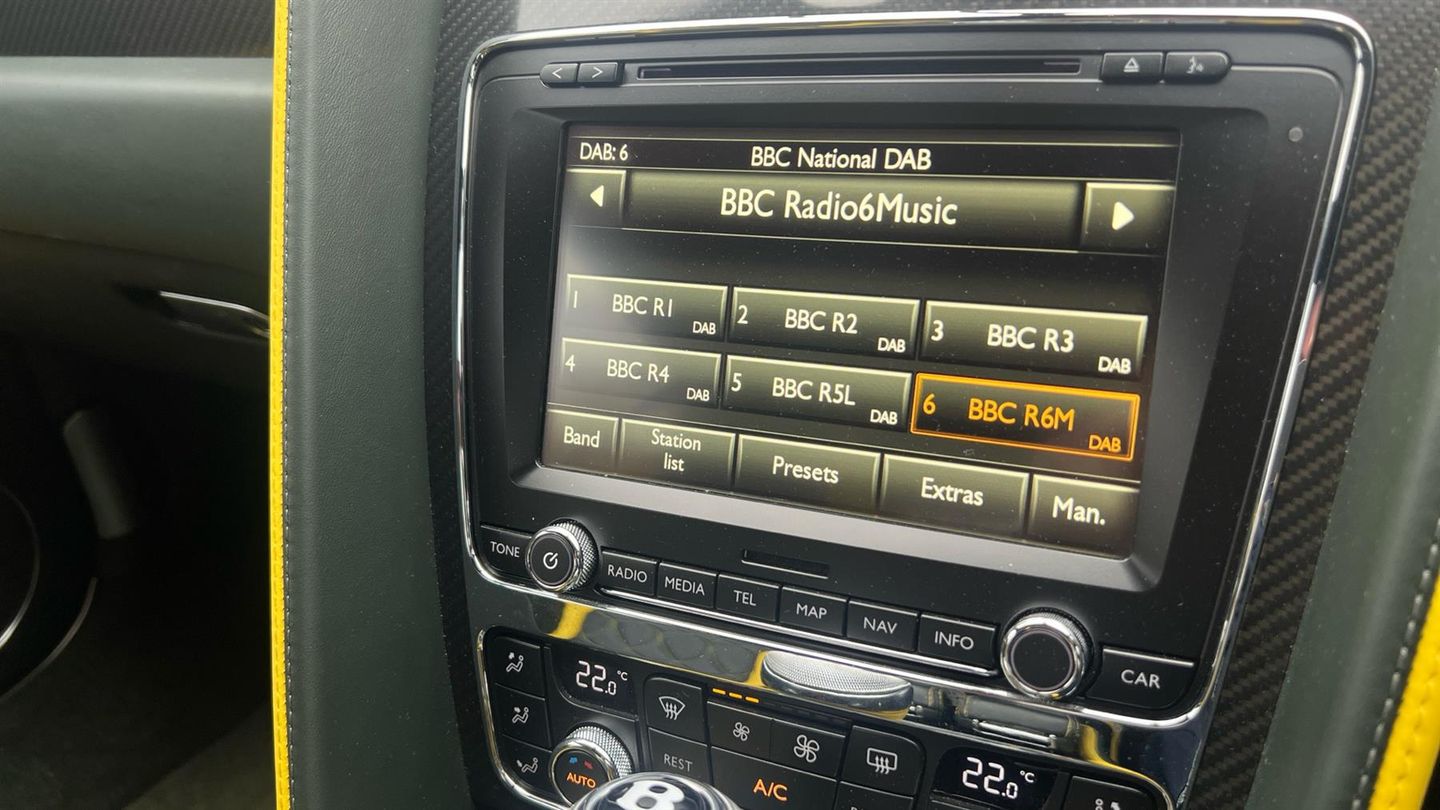 DAB: 6
BBC National DAB
BBC Radio6Music
1 BBC R1 DAB
2 BBC R2 DAB
3 BBC R3 DAB
4 BBC R4 DAB
5 BBC R5L DAB
6 BBC R6M DAB
Band
Station
list
Presets
Extras
Man.
TONE
RADIO
MEDIA
TEL
MAP
NAV
INFO
CAR
22.0°C
REST
22.0°C
AUTO
A/C
B